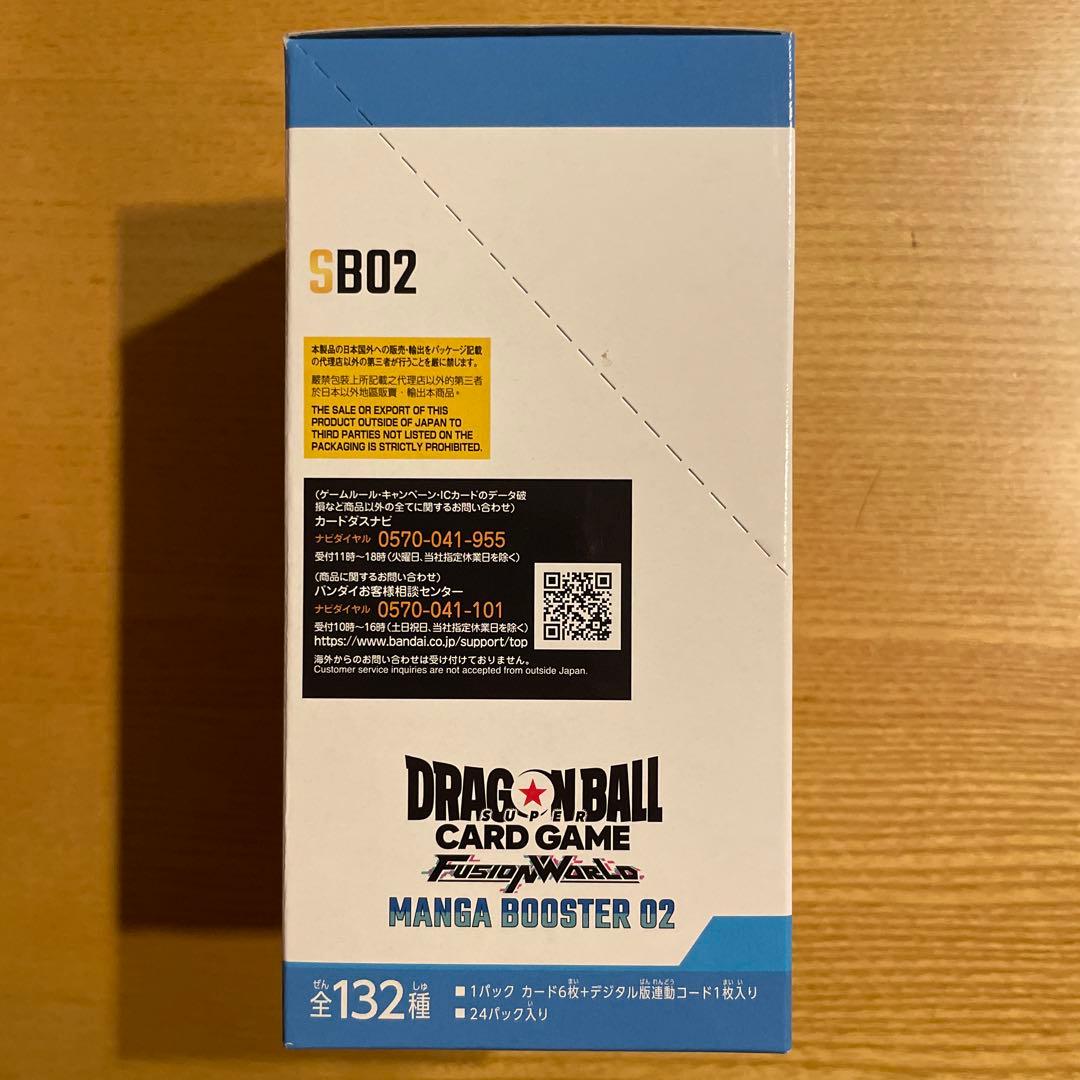 SB02
本製品の日本国外への販売・輸出をパッケージ記載
の代理店以外の第三者が行うことを厳に禁じます。
嚴禁包裝上所記載之代理店以外的第三者
於日本以外地區販賣・輸出本商品。
THE SALE OR EXPORT OF THIS
PRODUCT OUTSIDE OF JAPAN TO
THIRD PARTIES NOT LISTED ON THE
PACKAGING IS STRICTLY PROHIBITED.
(ゲームルール・キャンペーン・ICカードのデータ破
損など商品以外の全てに関するお問い合わせ)
カードダスナビ
ナビダイヤル 0570-041-955
受付11時〜18時(火曜日、当社指定休業日を除く)
(商品に関するお問い合わせ)
バンダイお客様相談センター
ナビダイヤル 0570-041-101
受付10時〜16時(土日祝日、当社指定休業日を除く)
https://www.bandai.co.jp/support/top
海外からのお問い合わせは受け付けておりません。
Customer service inquiries are not accepted from outside Japan.
DRAGON BALL
SUPER
CARD GAME
FUSION WORLD
MANGA BOOSTER 02
ぜん しゅ
全132種
まい ばんれんどう まいい
■1パック カード6枚+デジタル版連動コード1枚入り
い
■24パック入り